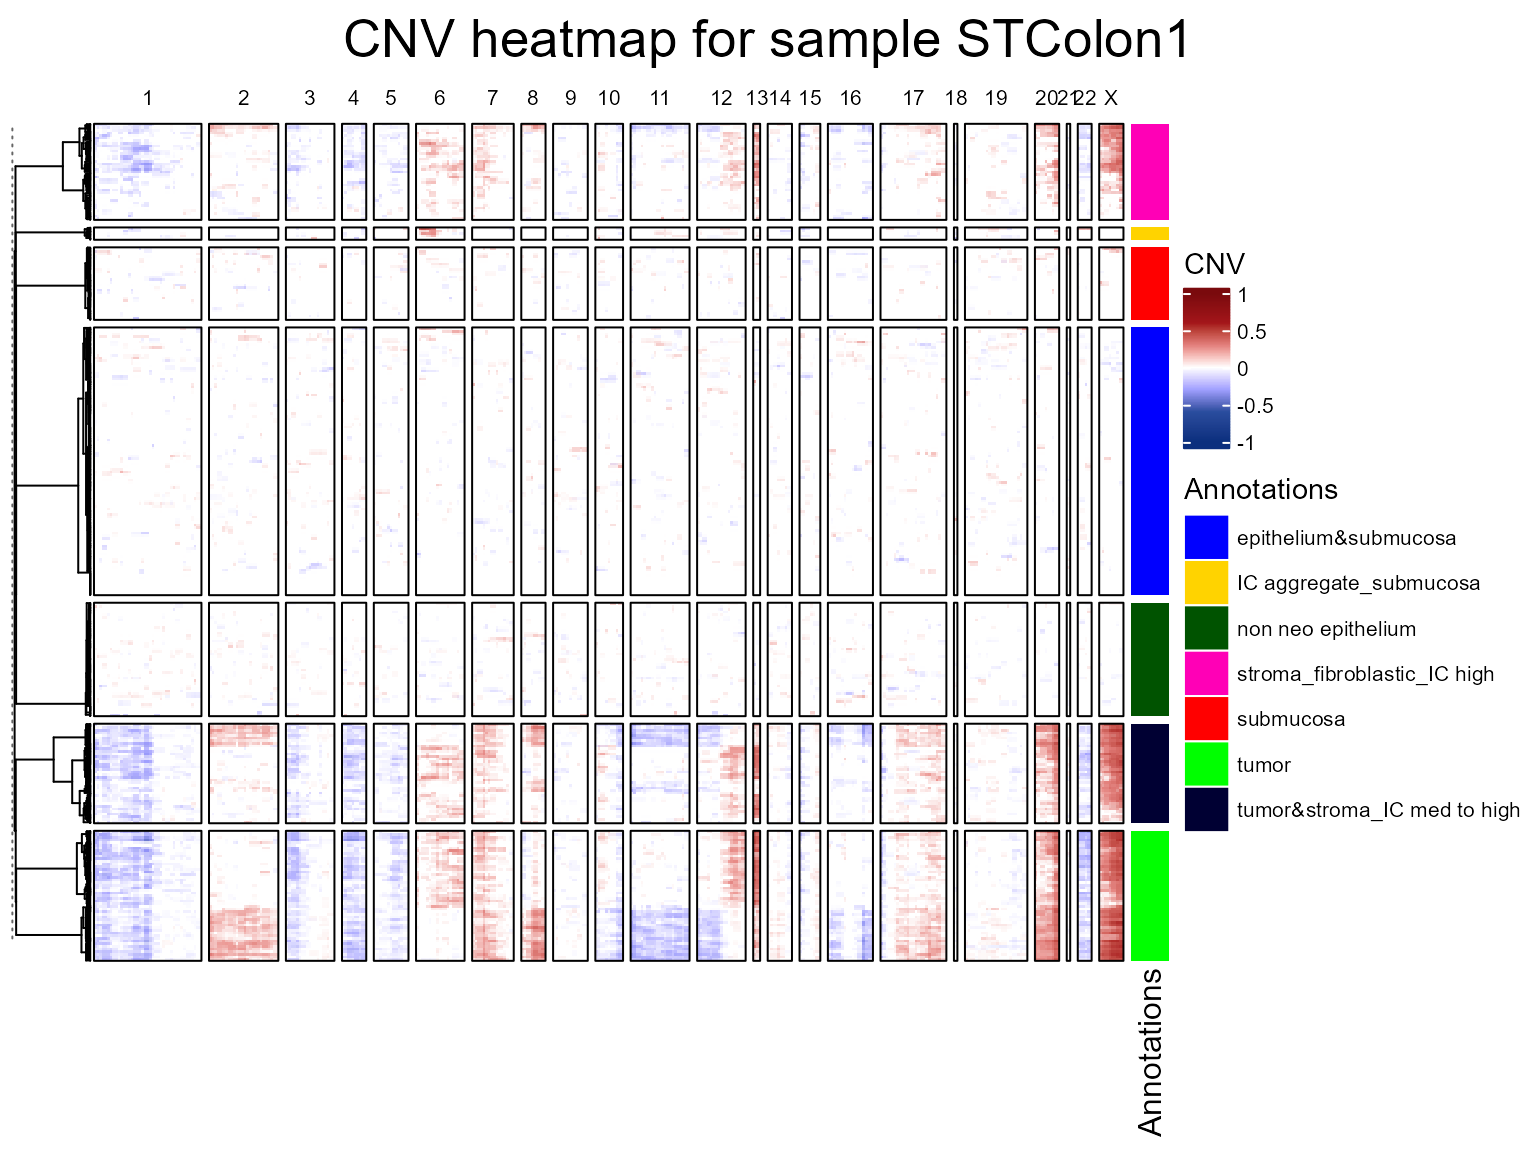 CNV heatmap for sample STColon1
1 2 3 4 5 6 7 8 9 10 11 12 13 14 15 16 17 18 19 20 21 22 X
CNV
1
0.5
0
-0.5
-1
Annotations
epithelium&submucosa
IC aggregate_submucosa
non neo epithelium
stroma_fibroblastic_IC high
submucosa
tumor
tumor&stroma_IC med to high
Annotations